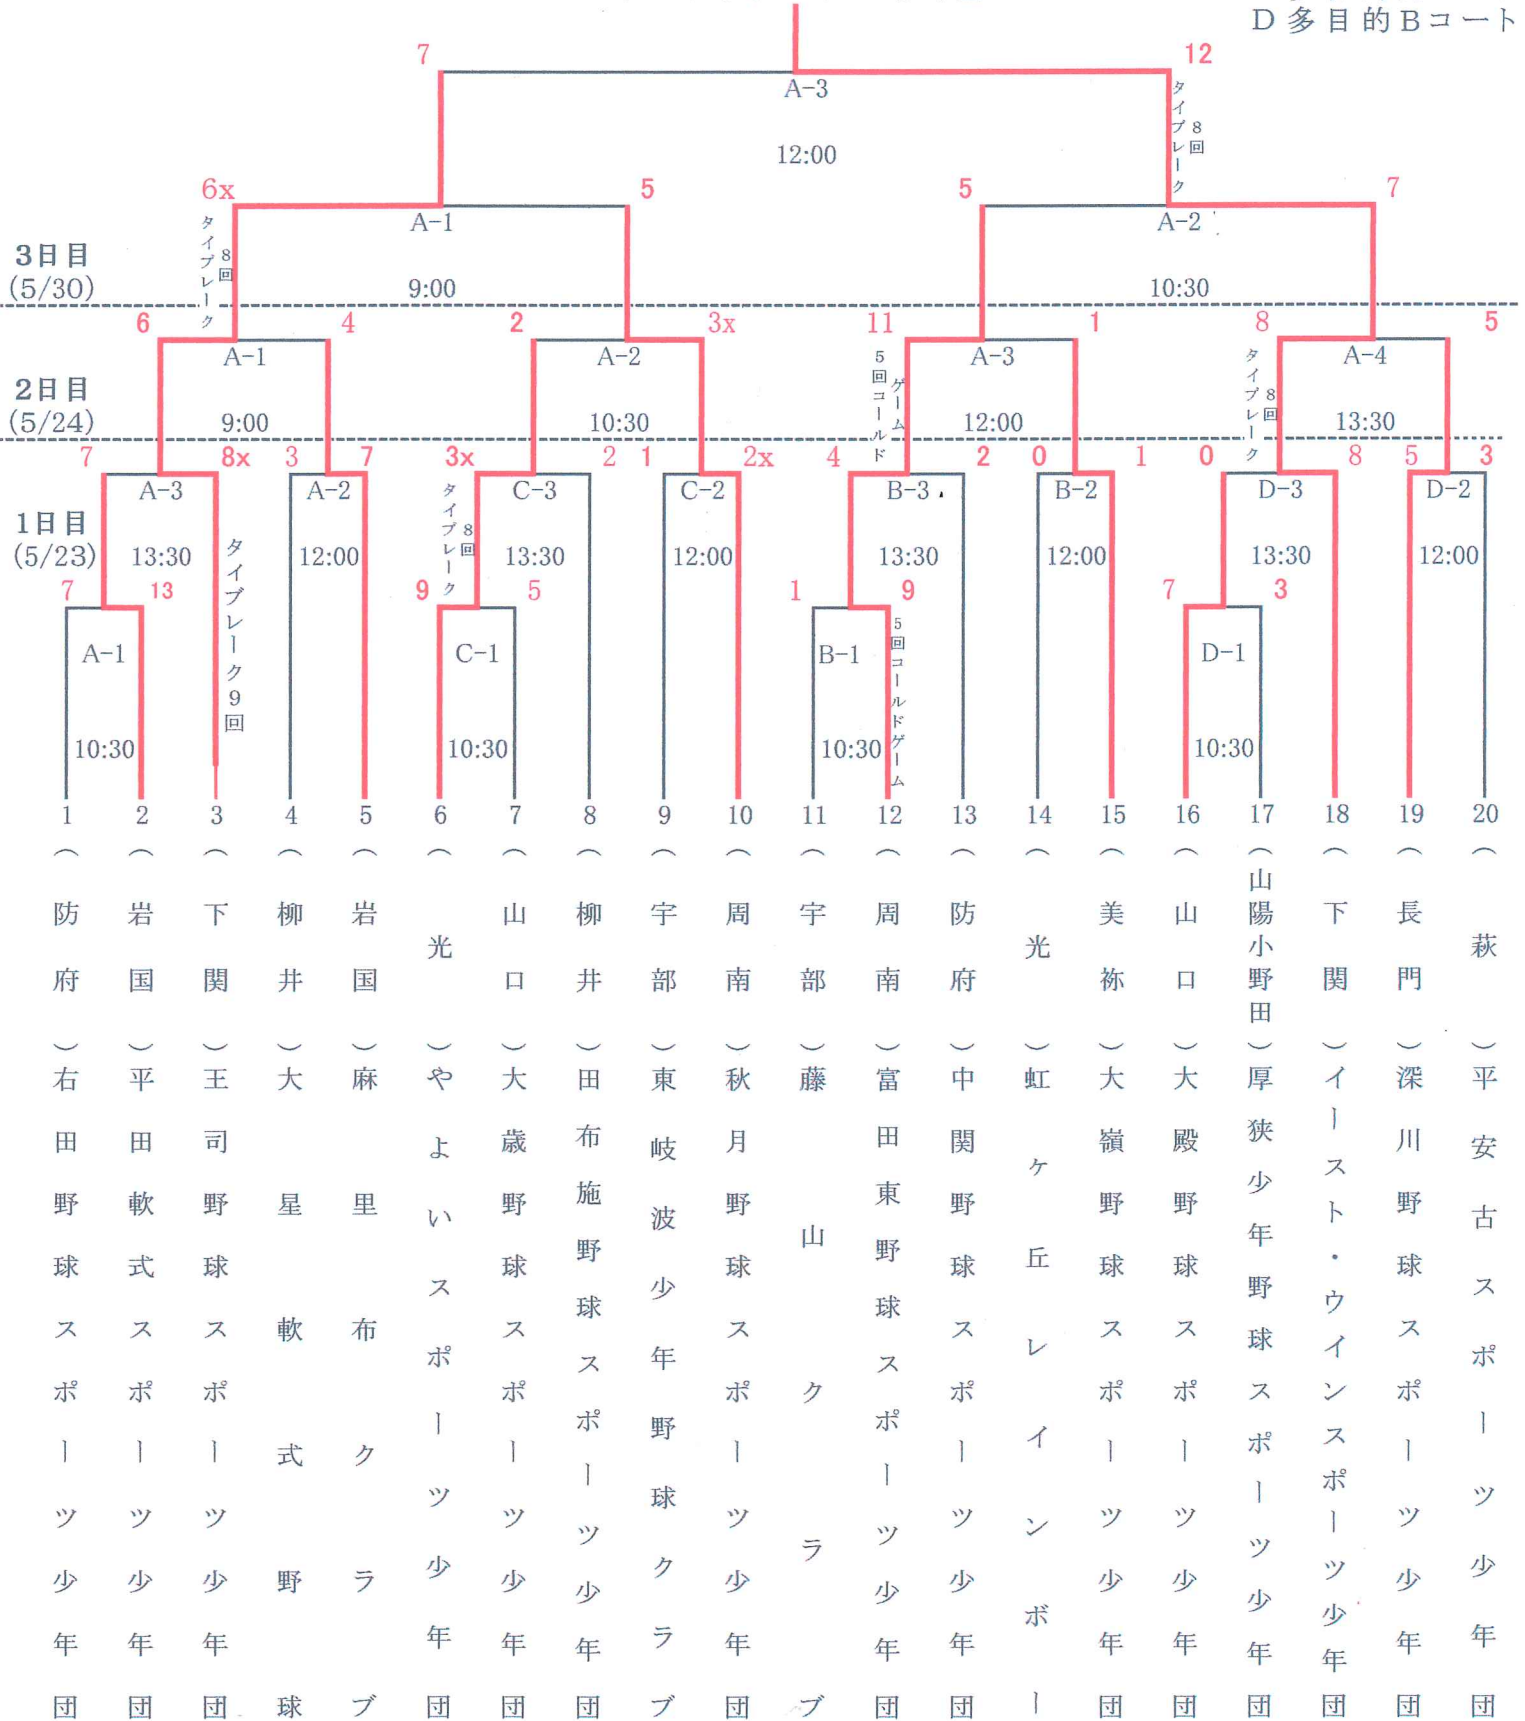 D 多目的Bコート
7
12
A-3
タイブレーク
8回
12:00
6x
5
5
7
A-1
A-2
タイブレーク
8回
3日目
(5/30)
9:00
10:30
6
4
2
3x
11
1
8
5
A-1
A-2
A-3
A-4
5回コールド
ゲーム
タイブレーク
8回
2日目
(5/24)
9:00
10:30
12:00
13:30
7
8x
3
7
3x
2
1
2x
4
2
0
1
0
8
5
3
A-3
A-2
C-3
C-2
B-3
B-2
D-3
D-2
タイブレーク
8回
1日目
(5/23)
13:30
12:00
13:30
12:00
13:30
12:00
13:30
12:00
タイブレーク9回
7
13
9
5
1
9
7
3
A-1
C-1
B-1
D-1
5回コールドゲーム
10:30
10:30
10:30
10:30
1
(防府)右田野球スポーツ少年団
2
(岩国)平田軟式スポーツ少年団
3
(下関)王司野球スポーツ少年団
4
(柳井)大星軟式野球
5
(岩国)麻里布クラブ
6
(光)やよいスポーツ少年団
7
(山口)大歳野球スポーツ少年団
8
(柳井)田布施野球スポーツ少年団
9
(宇部)東岐波少年野球クラブ
10
(周南)秋月野球スポーツ少年団
11
(宇部)藤山クラブ
12
(周南)富田東野球スポーツ少年団
13
(防府)中関野球スポーツ少年団
14
(光)虹ヶ丘レインボー
15
(美祢)大嶺野球スポーツ少年団
16
(山口)大殿野球スポーツ少年団
17
(山陽小野田)厚狭少年野球スポーツ少年団
18
(下関)イースト・ウインスポーツ少年団
19
(長門)深川野球スポーツ少年団
20
(萩)平安古スポーツ少年団